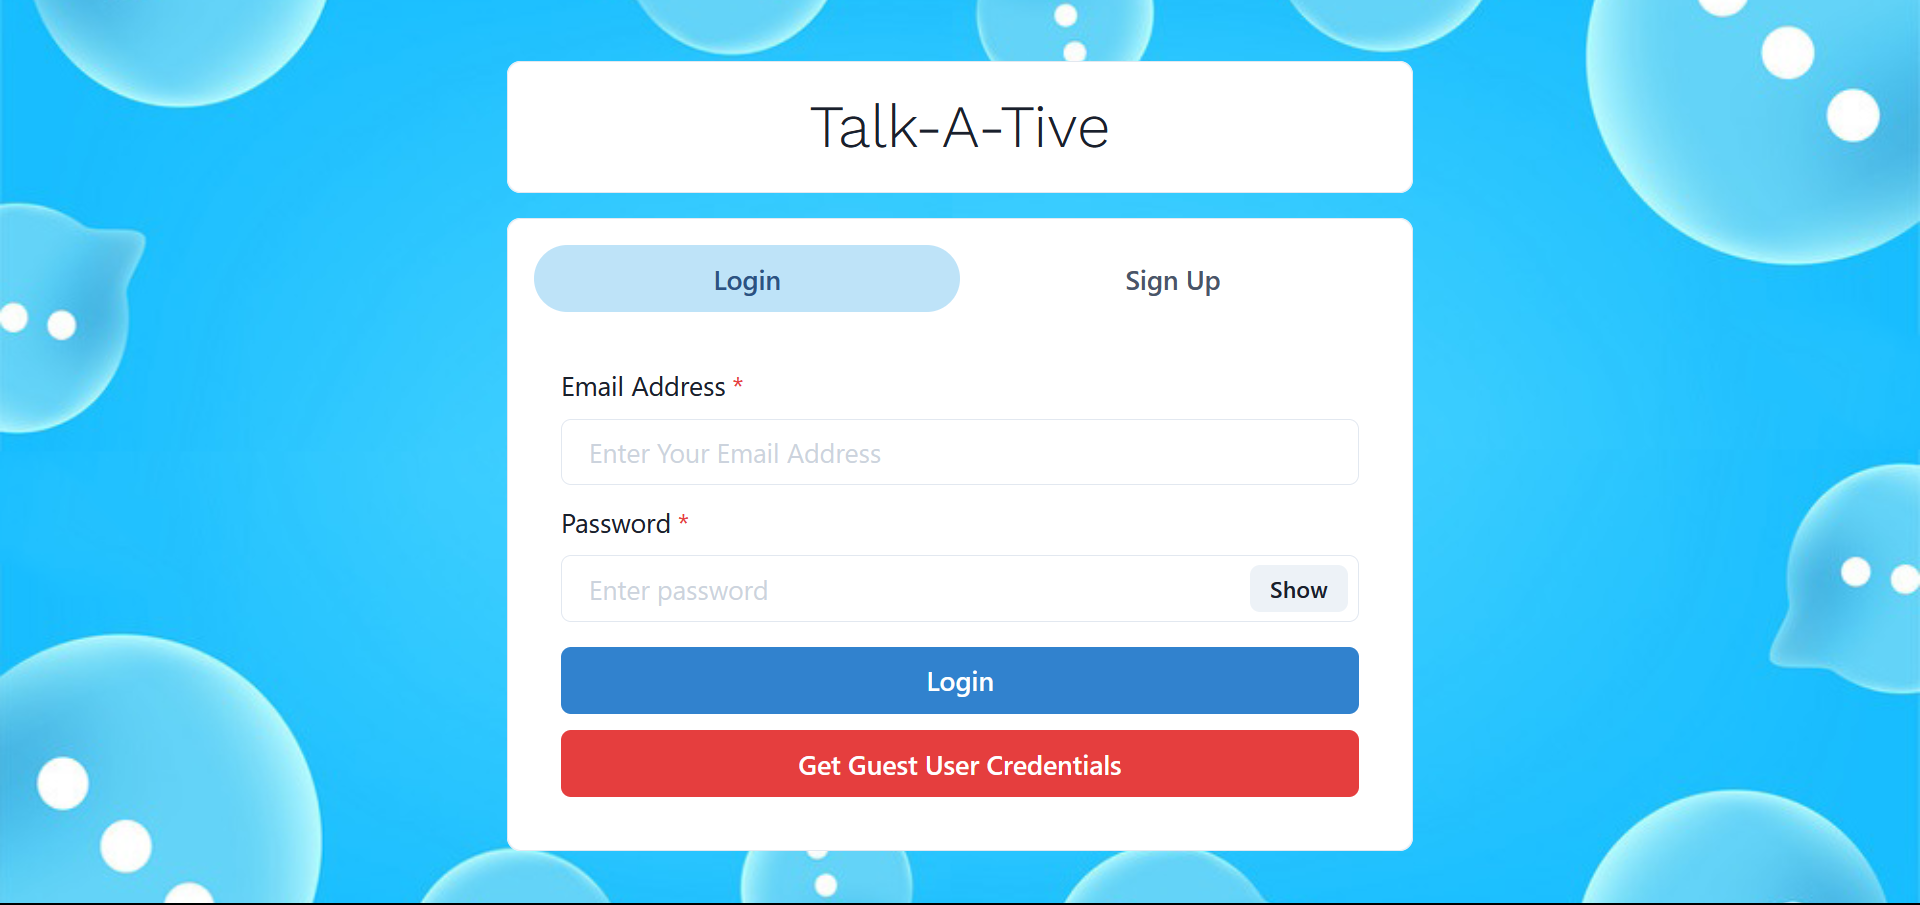 Talk-A-Tive
Login
Sign Up
Email Address *
Enter Your Email Address
Password *
Enter password
Show
Login
Get Guest User Credentials